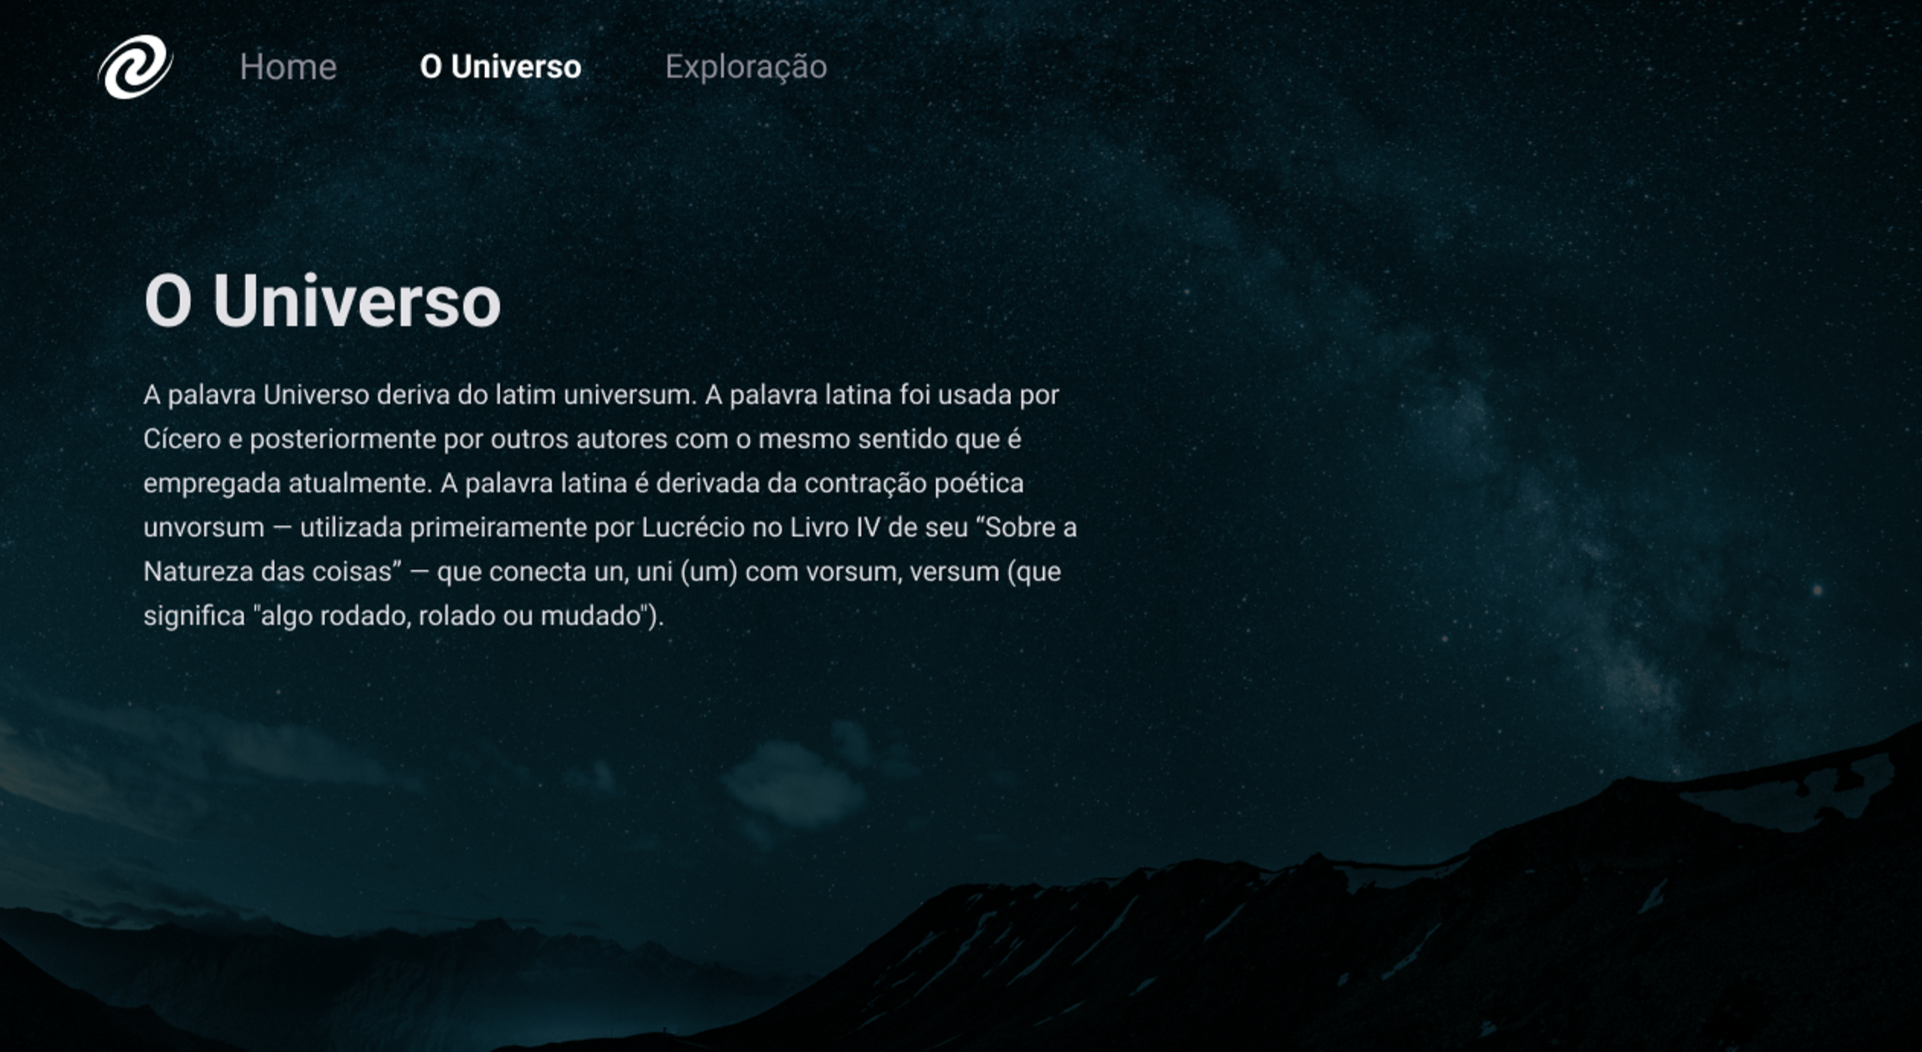 Home
O Universo
Exploração
O Universo
A palavra Universo deriva do latim universum. A palavra latina foi usada por
Cícero e posteriormente por outros autores com o mesmo sentido que é
empregada atualmente. A palavra latina é derivada da contração poética
unvorsum — utilizada primeiramente por Lucrécio no Livro IV de seu “Sobre a
Natureza das coisas” — que conecta un, uni (um) com vorsum, versum (que
significa "algo rodado, rolado ou mudado").